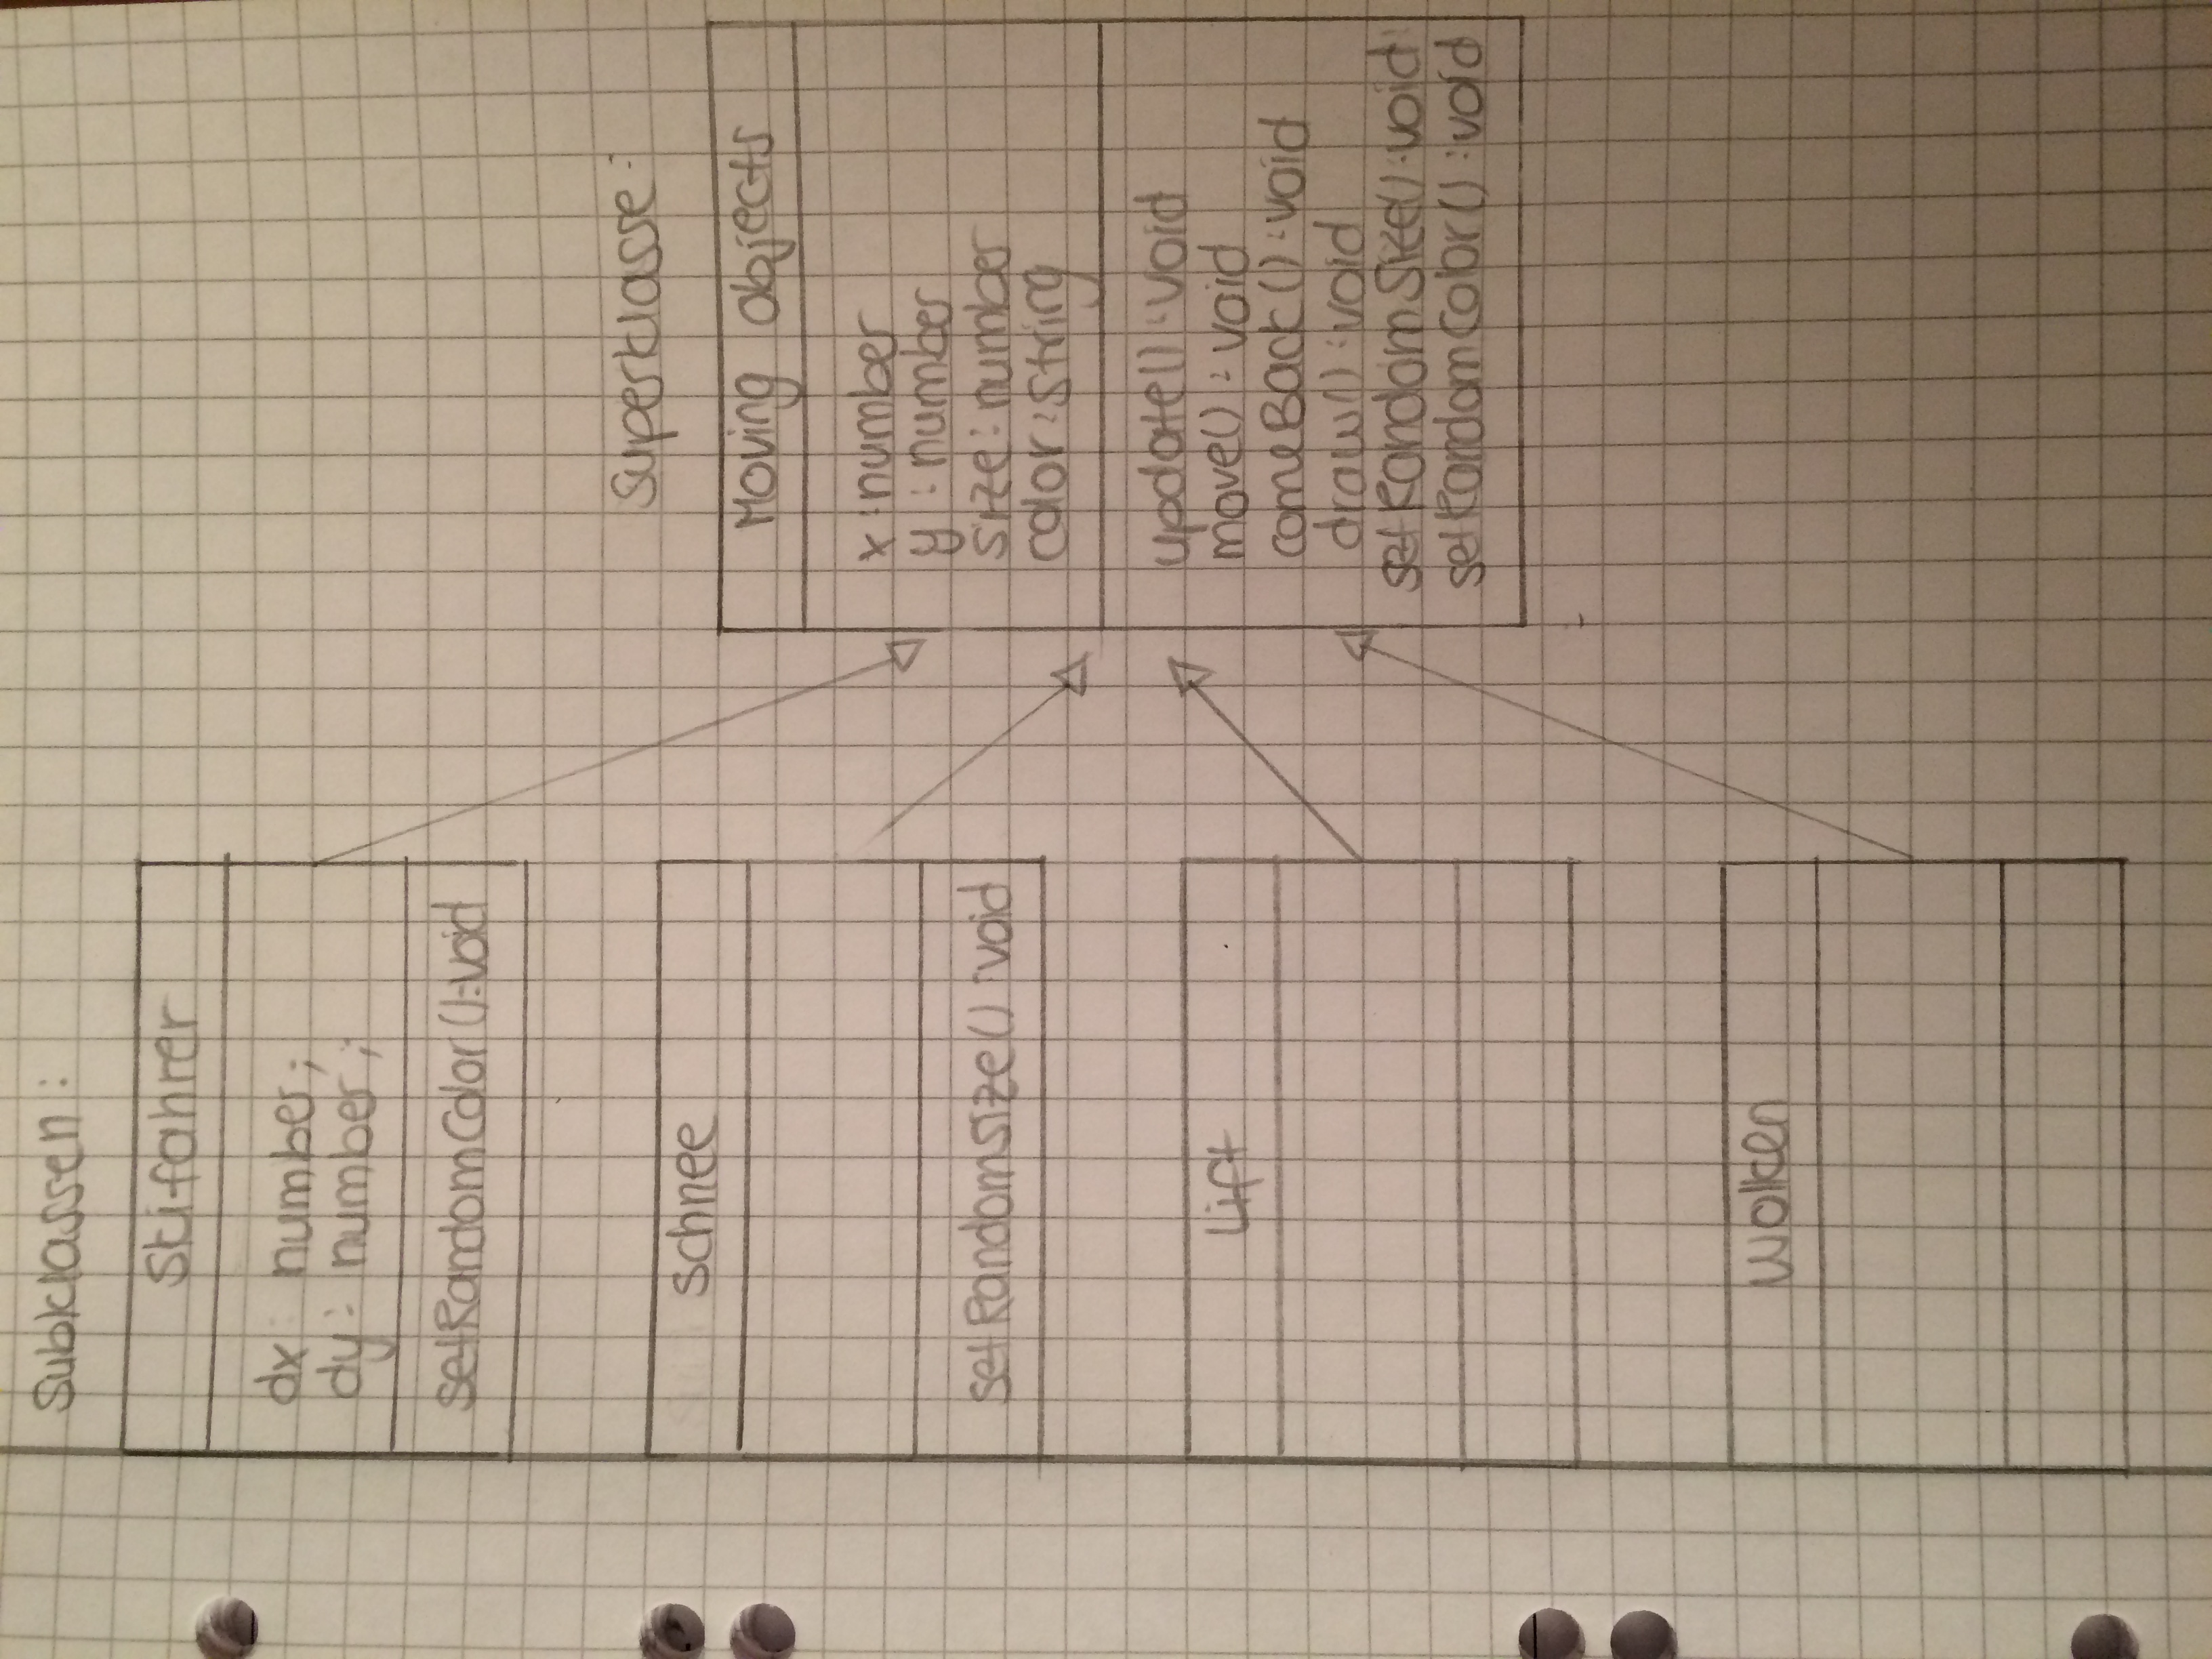 Subklassen:
Skifahrer
dx: number;
dy: number;
setRandomColor():void
Schnee
setRandomSize():void
Lift
Wolken
Superklasse:
Moving Objects
x:number
y:number
size:number
color:string
update():void
move():void
comeBack():void
draw():void
setRandomSize():void
setRandomColor():void